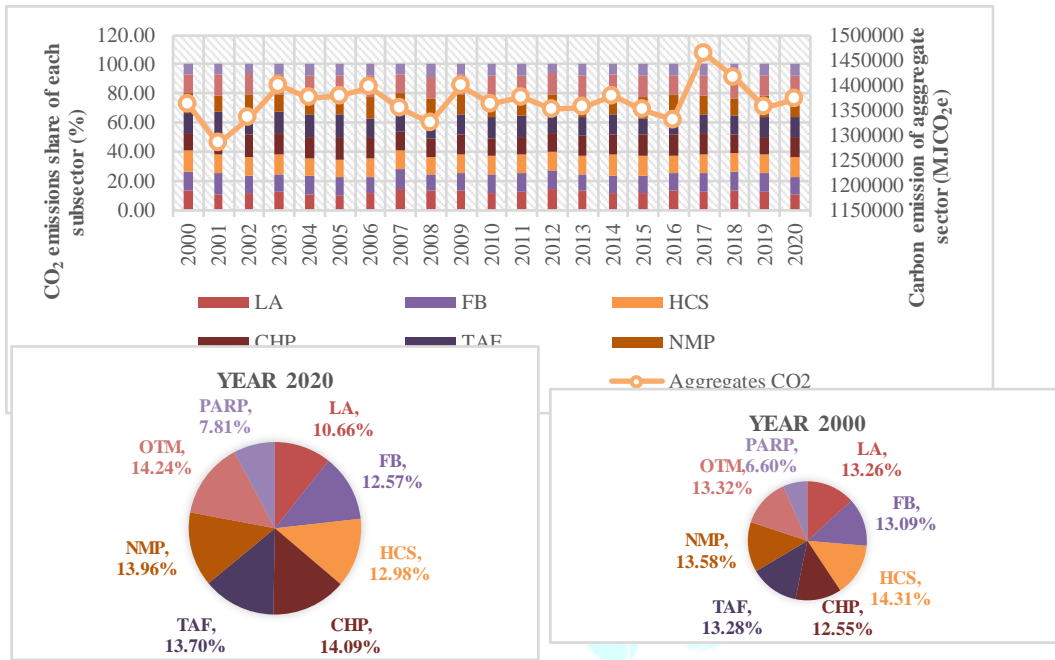 120.00
100.00
80.00
60.00
40.00
20.00
0.00
CO₂ emissions share of each
subsector (%)
1500000
1450000
1400000
1350000
1300000
1250000
1200000
1150000
Carbon emission of agggregate
sector (MJCO₂e)
2000 2001 2002 2003 2004 2005 2006 2007 2008 2009 2010 2011 2012 2013 2014 2015 2016 2017 2018 2019 2020
LA FB HCS
CHP TAF NMP
Aggregates CO2
YEAR 2020
PARP,
7.81%
LA,
10.66%
FB,
12.57%
HCS,
12.98%
CHP,
14.09%
TAF,
13.70%
NMP,
13.96%
OTM,
14.24%
YEAR 2000
PARP,
6.60%
LA,
13.26%
FB,
13.09%
HCS,
14.31%
CHP,
12.55%
TAF,
13.28%
NMP,
13.58%
OTM,
13.32%